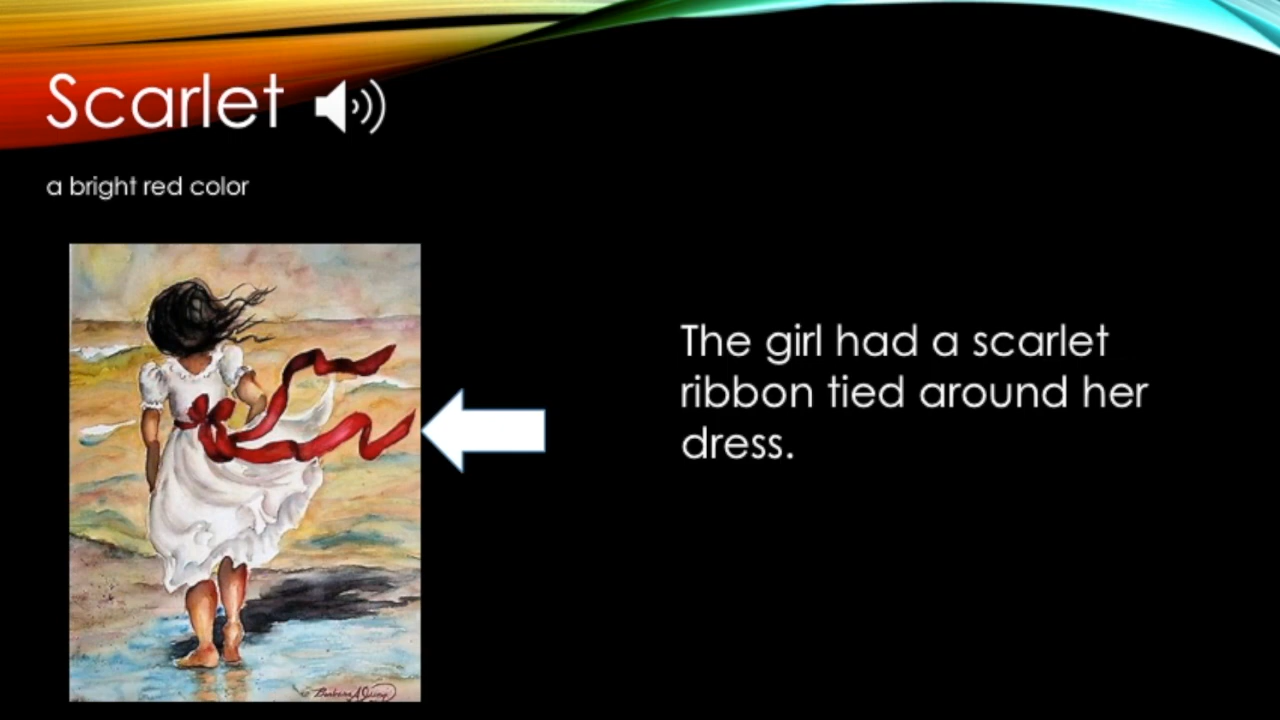 Scarlet
a bright red color
The girl had a scarlet
ribbon tied around her
dress.